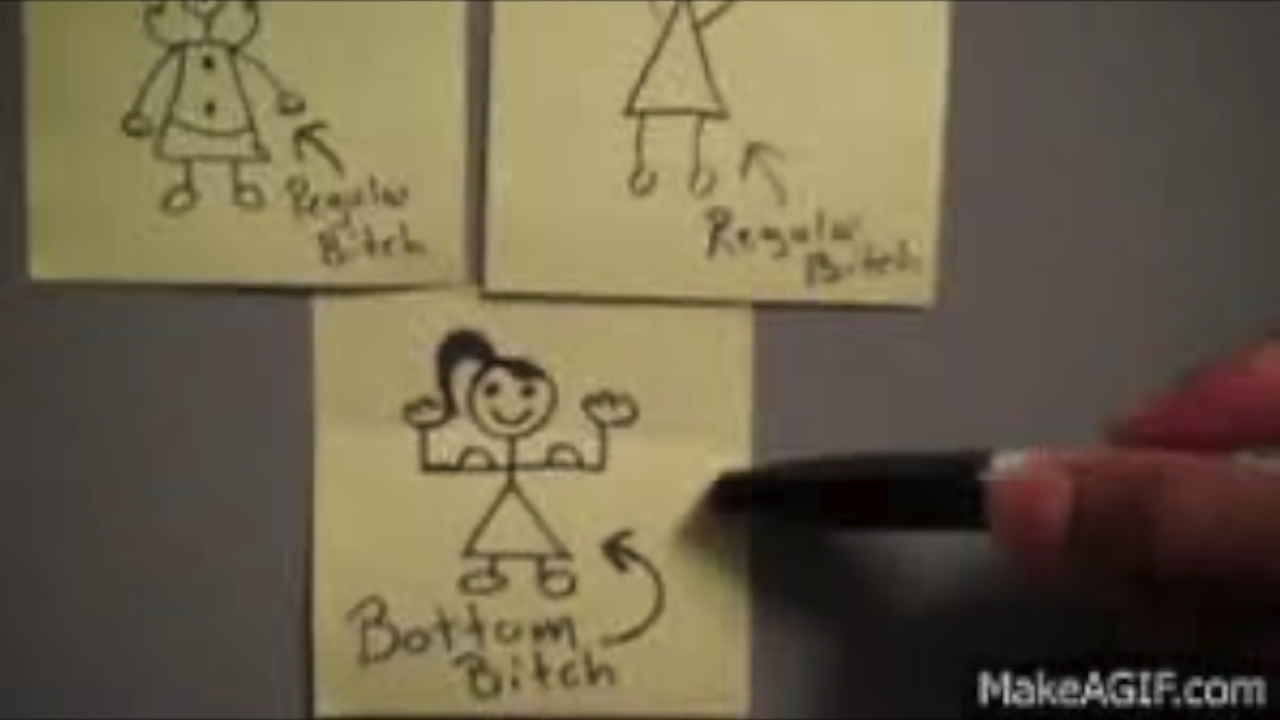 Regular
Bitch
Regular
Bitch
Bottom
Bitch
MakeAGIF.com